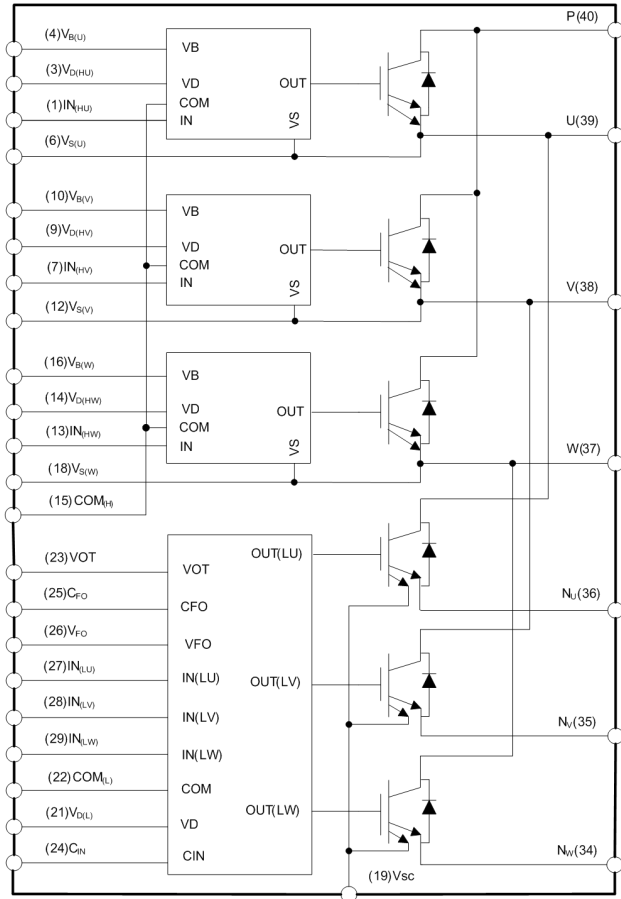 P(40)
(4)VB(U)
VB
(3)VD(HU)
VD
OUT
COM
(1)IN(HU)
IN
VS
U(39)
(6)VS(U)
(10)VB(V)
VB
(9)VD(HV)
VD
OUT
COM
(7)IN(HV)
IN
VS
V(38)
(12)VS(V)
(16)VB(W)
VB
(14)VD(HW)
VD
OUT
COM
(13)IN(HW)
IN
VS
W(37)
(18)VS(W)
(15) COM(H)
OUT(LU)
(23)VOT
VOT
(25)CFO
CFO
NU(36)
(26)VFO
VFO
(27)IN(LU)
IN(LU)
OUT(LV)
(28)IN(LV)
IN(LV)
NV(35)
(29)IN(LW)
IN(LW)
(22) COM(L)
COM
(21)VD(L)
VD
OUT(LW)
(24)CIN
CIN
NW(34)
(19)Vsc